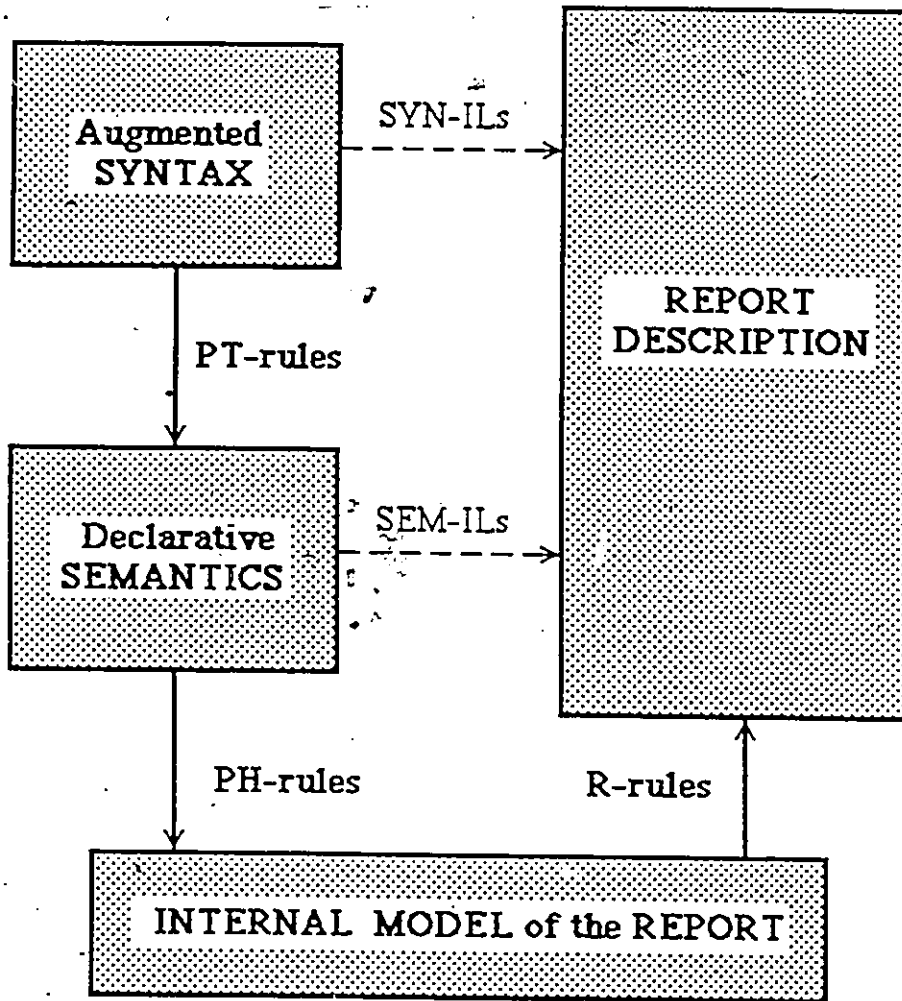 Augmented
SYNTAX
SYN-ILs
REPORT
DESCRIPTION
PT-rules
Declarative
SEMANTICS
SEM-ILs
PH-rules
R-rules
INTERNAL MODEL of the REPORT